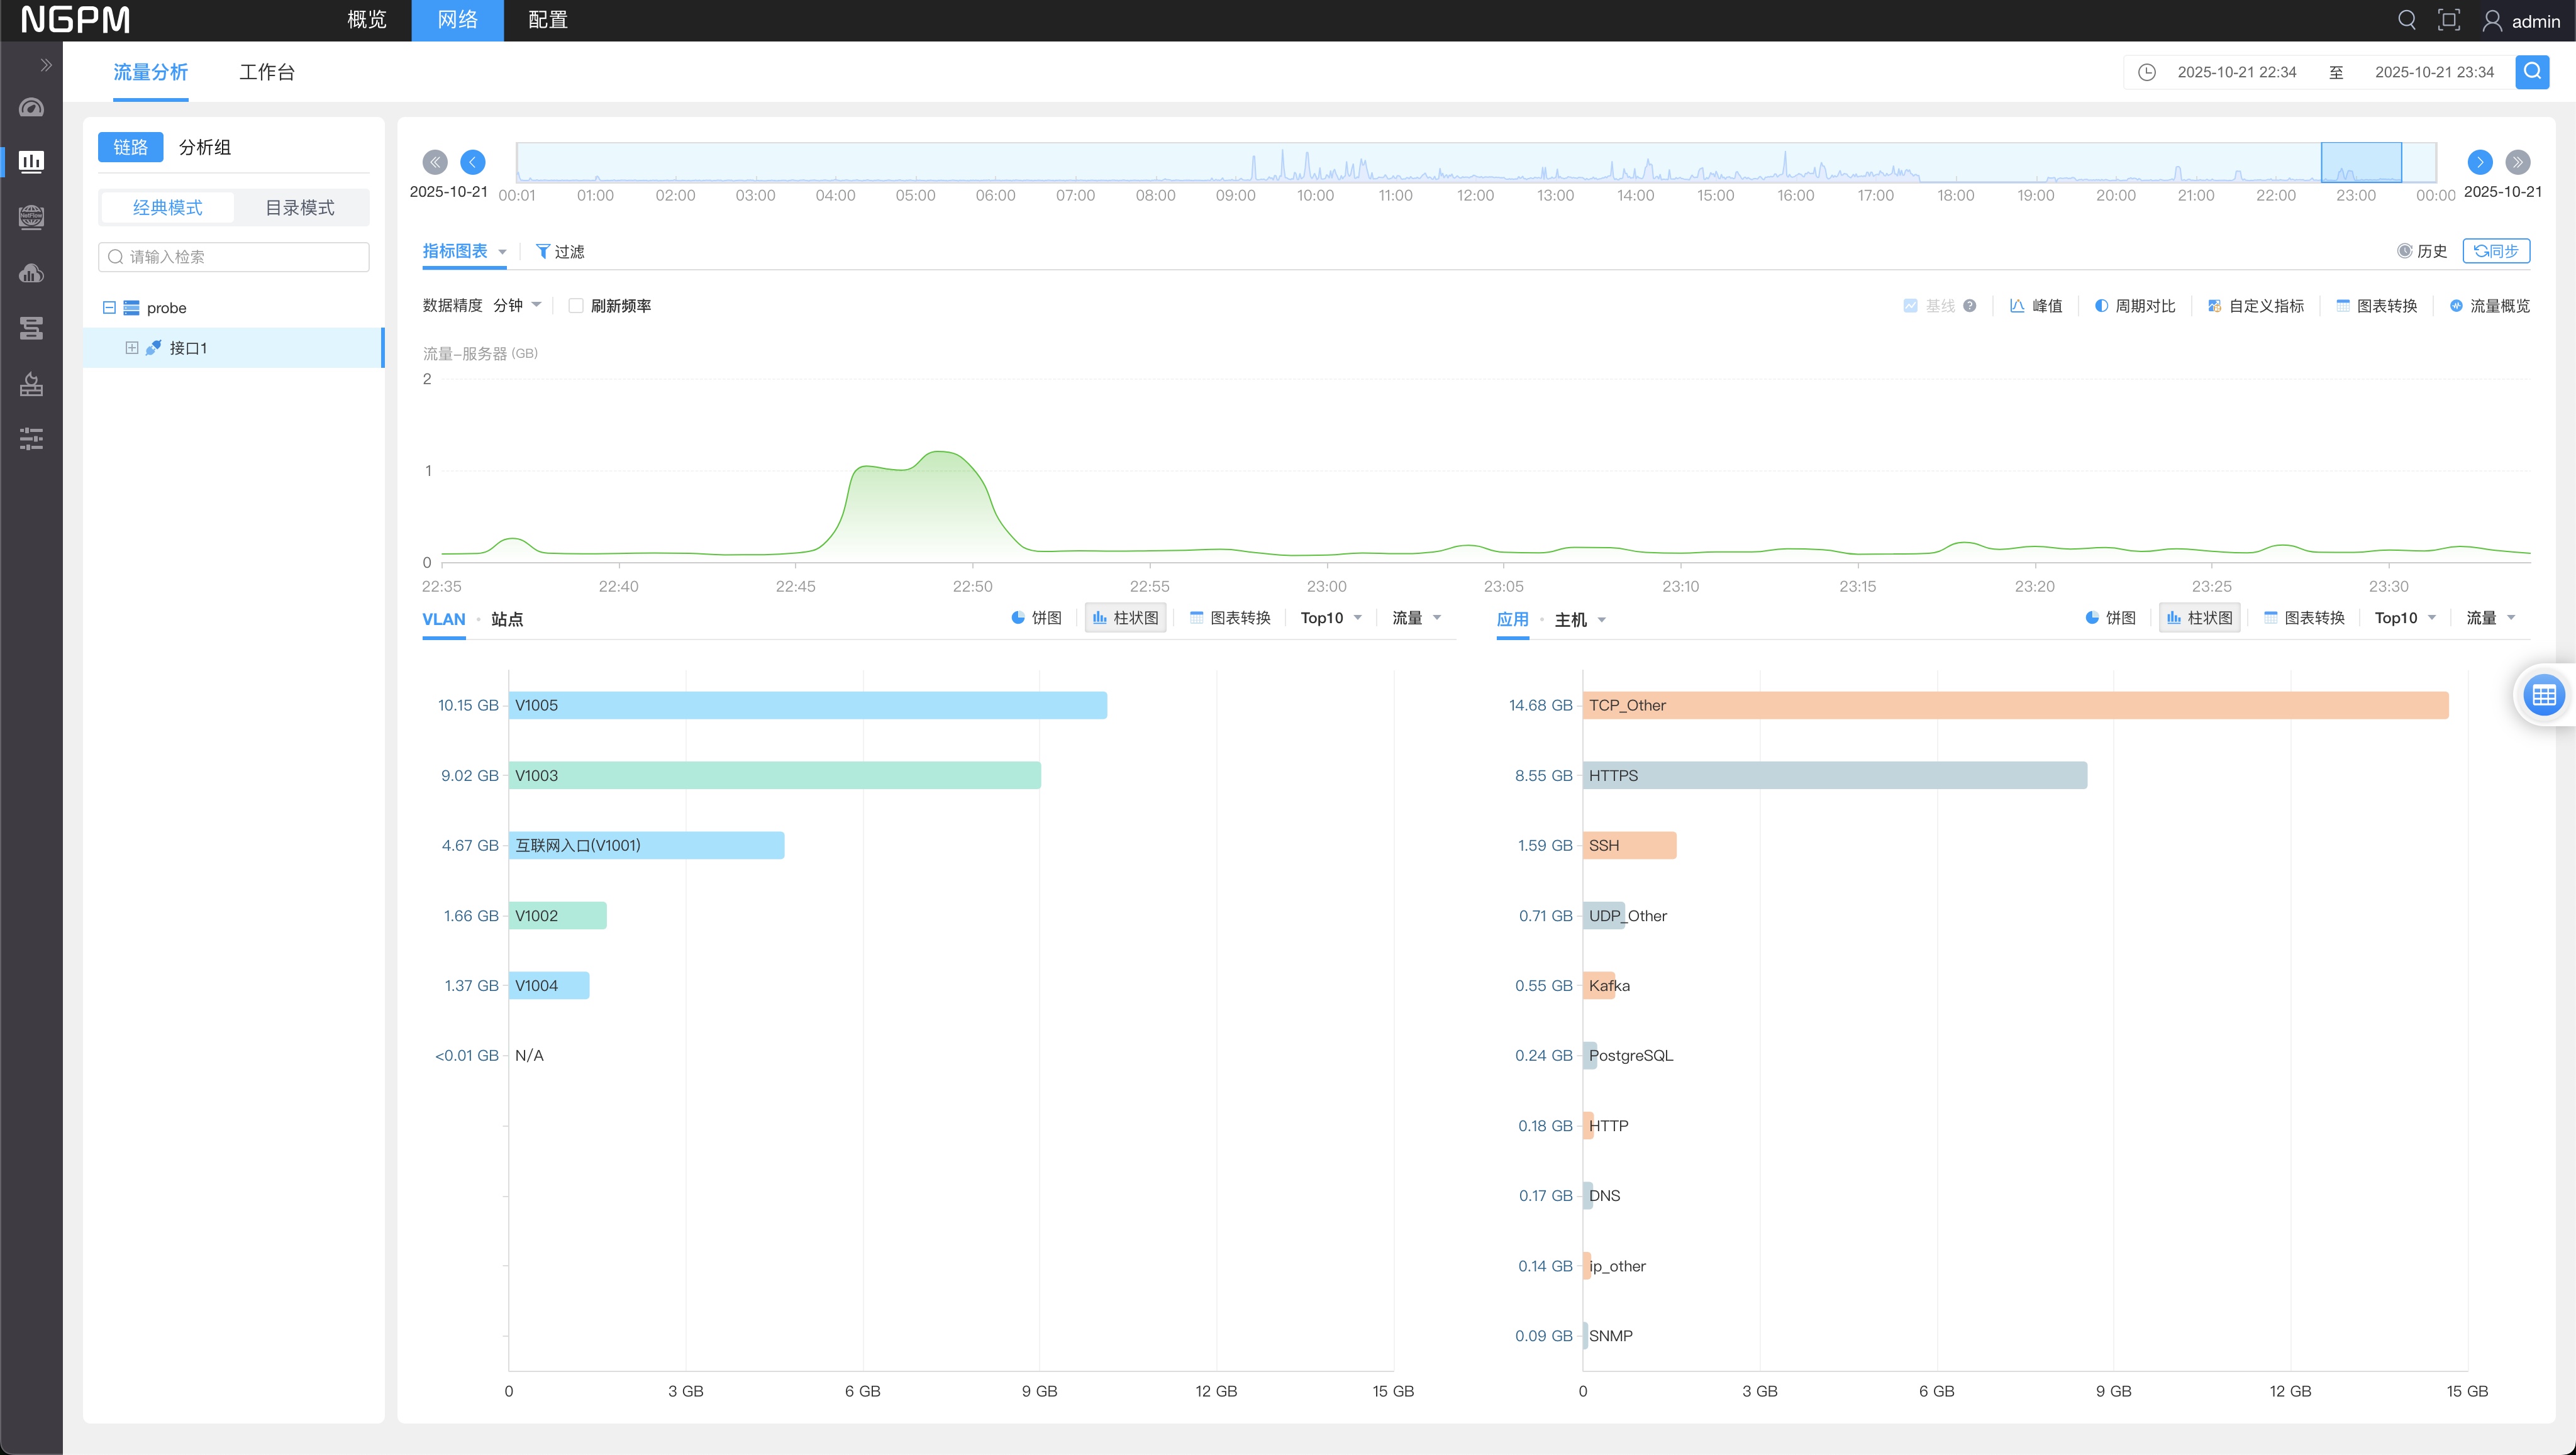 NGPM 概览 网络 配置 admin
流量分析 工作台 2025-10-21 22:34 至 2025-10-21 23:34
链路 分析组
经典模式 目录模式
请输入检索
probe
接口1
2025-10-21 00:01 01:00 02:00 03:00 04:00 05:00 06:00 07:00 08:00 09:00 10:00 11:00 12:00 13:00 14:00 15:00 16:00 17:00 18:00 19:00 20:00 21:00 22:00 23:00 00:00 2025-10-21
指标图表 过滤 历史 同步
数据精度 分钟 刷新频率 基线 峰值 周期对比 自定义指标 图表转换 流量概览
流量-服务器 (GB)
2
1
0
22:35 22:40 22:45 22:50 22:55 23:00 23:05 23:10 23:15 23:20 23:25 23:30
VLAN 站点 饼图 柱状图 图表转换 Top10 流量
10.15 GB V1005
9.02 GB V1003
4.67 GB 互联网入口(V1001)
1.66 GB V1002
1.37 GB V1004
<0.01 GB N/A
0 3 GB 6 GB 9 GB 12 GB 15 GB
应用 主机 饼图 柱状图 图表转换 Top10 流量
14.68 GB TCP_Other
8.55 GB HTTPS
1.59 GB SSH
0.71 GB UDP_Other
0.55 GB Kafka
0.24 GB PostgreSQL
0.18 GB HTTP
0.17 GB DNS
0.14 GB ip_other
0.09 GB SNMP
0 3 GB 6 GB 9 GB 12 GB 15 GB